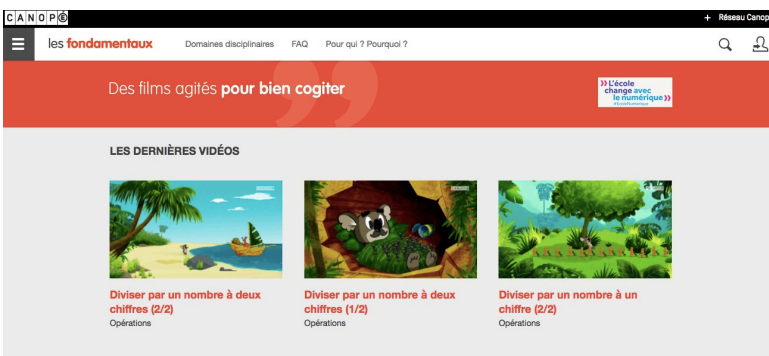 CANOPÉ
+ Réseau Canop
les fondamentaux Domaines disciplinaires FAQ Pour qui ? Pourquoi ?
Des films agités pour bien cogiter
L'école
change avec
le numérique
#EcoleNumerique
LES DERNIÈRES VIDÉOS
Diviser par un nombre à deux
chiffres (2/2)
Opérations
Diviser par un nombre à deux
chiffres (1/2)
Opérations
Diviser par un nombre à un
chiffre (2/2)
Opérations